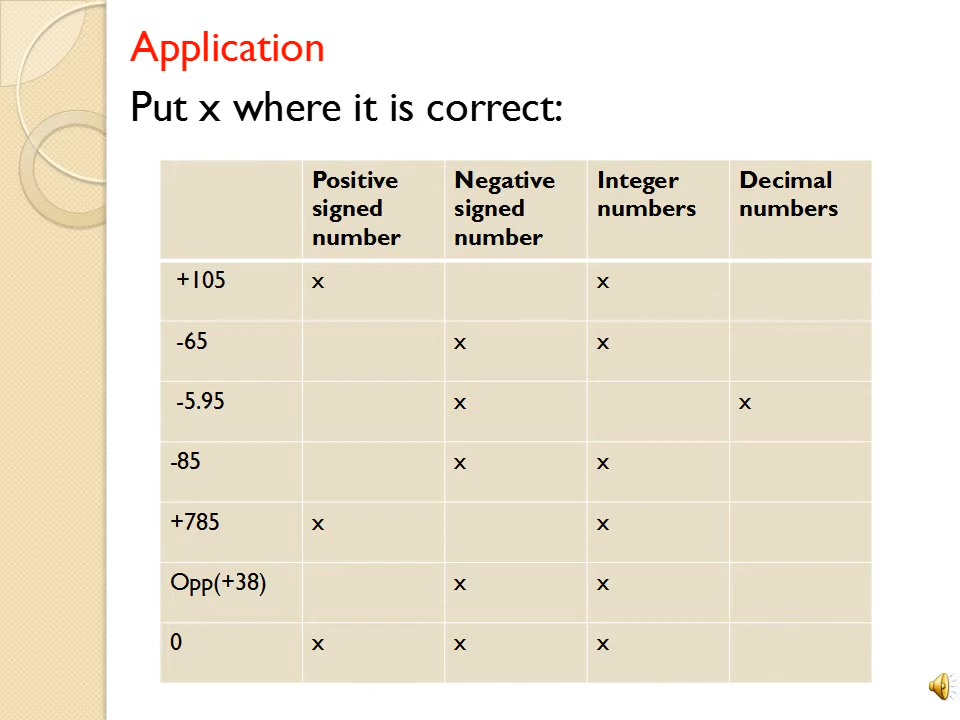 Application
Put x where it is correct:
Positive signed number Negative signed number Integer numbers Decimal numbers
+105 x x
-65 x x
-5.95 x x
-85 x x
+785 x x
Opp(+38) x x
0 x x x